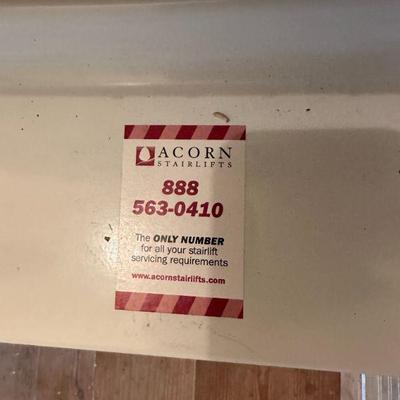 ACORN
STAIRLIFTS
888
563-0410
The ONLY NUMBER
for all your stairlift
servicing requirements
www.acornstairlifts.com